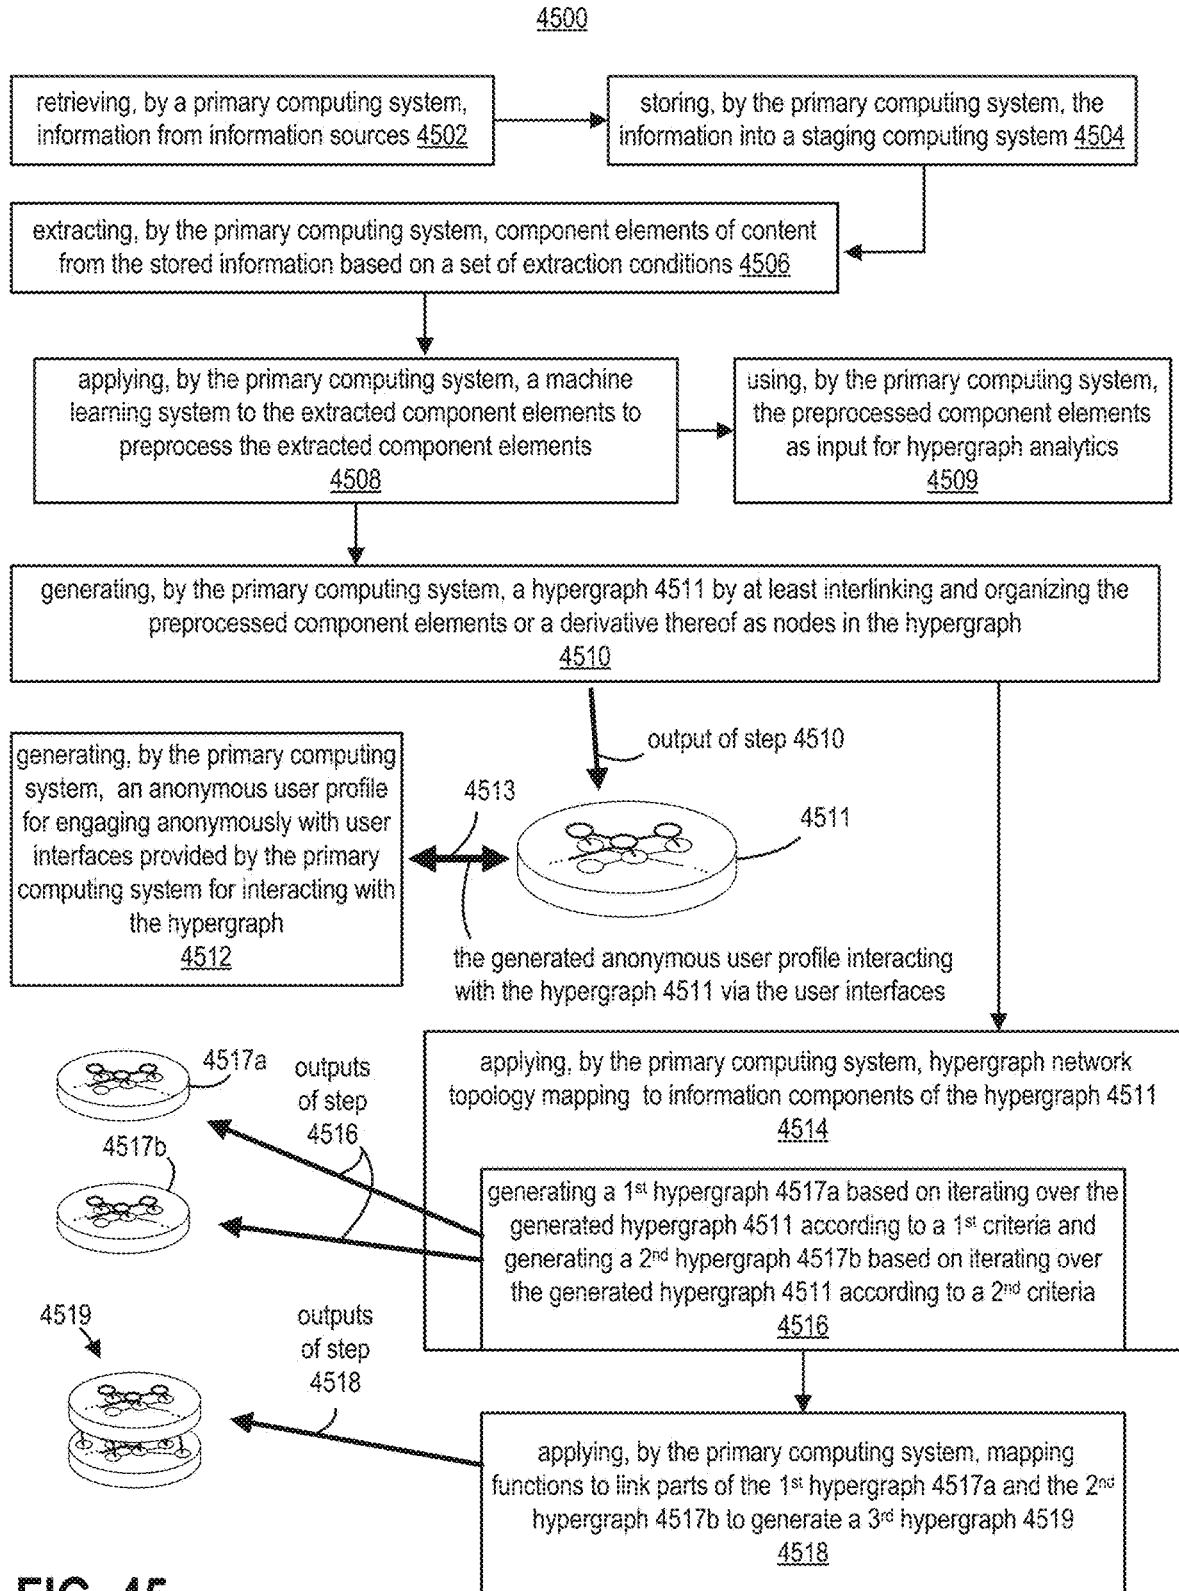 4500
retrieving, by a primary computing system,
information from information sources 4502
storing, by the primary computing system, the
information into a staging computing system 4504
extracting, by the primary computing system, component elements of content
from the stored information based on a set of extraction conditions 4506
applying, by the primary computing system, a machine
learning system to the extracted component elements to
preprocess the extracted component elements
4508
using, by the primary computing system,
the preprocessed component elements
as input for hypergraph analytics
4509
generating, by the primary computing system, a hypergraph 4511 by at least interlinking and organizing the
preprocessed component elements or a derivative thereof as nodes in the hypergraph
4510
output of step 4510
generating, by the primary computing
system, an anonymous user profile
for engaging anonymously with user
interfaces provided by the primary
computing system for interacting with
the hypergraph
4512
4513
4511
the generated anonymous user profile interacting
with the hypergraph 4511 via the user interfaces
applying, by the primary computing system, hypergraph network
topology mapping to information components of the hypergraph 4511
4514
4517a
outputs
of step
4516
4517b
generating a 1st hypergraph 4517a based on iterating over the
generated hypergraph 4511 according to a 1st criteria and
generating a 2nd hypergraph 4517b based on iterating over
the generated hypergraph 4511 according to a 2nd criteria
4516
4519
outputs
of step
4518
applying, by the primary computing system, mapping
functions to link parts of the 1st hypergraph 4517a and the 2nd
hypergraph 4517b to generate a 3rd hypergraph 4519
4518
FIG. 45